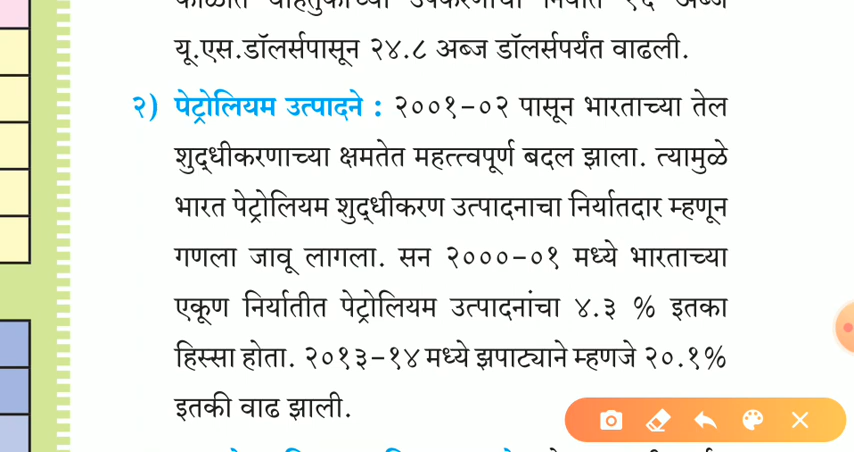 यू.एस.डॉलर्सपासून २४.८ अब्ज डॉलर्सपर्यंत वाढली.
२) पेट्रोलियम उत्पादने : २००१-०२ पासून भारताच्या तेल
शुद्धीकरणाच्या क्षमतेत महत्त्वपूर्ण बदल झाला. त्यामुळे
भारत पेट्रोलियम शुद्धीकरण उत्पादनाचा निर्यातदार म्हणून
गणला जावू लागला. सन २०००-०१ मध्ये भारताच्या
एकूण निर्यातीत पेट्रोलियम उत्पादनांचा ४.३ % इतका
हिस्सा होता. २०१३-१४ मध्ये झपाट्याने म्हणजे २०.१%
इतकी वाढ झाली.